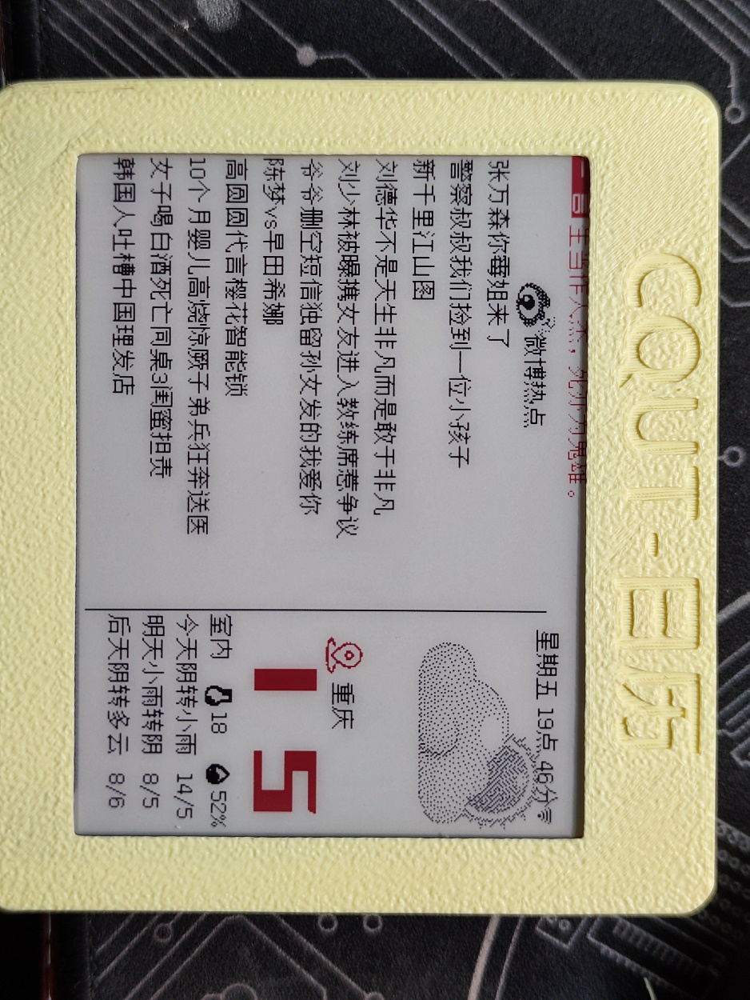 CQUT-日历
一言 生当作人杰，死亦为鬼雄。
微博热点
张万森你霉姐来了
警察叔叔我们捡到一位小孩子
新千里江山图
刘德华不是天生非凡而是敢于非凡
刘少林被曝携女友进入教练席惹争议
爷爷删空短信独留孙女发的我爱你
陈梦vs早田希娜
高圆圆代言樱花智能锁
10个月婴儿高烧惊厥子弟兵狂奔送医
女子喝白酒死亡同桌3闺蜜担责
韩国人吐槽中国理发店
星期五 19点 46分
重庆
15
室内 18 52%
今天阴转小雨 14/5
明天小雨转阴 8/5
后天阴转多云 8/6